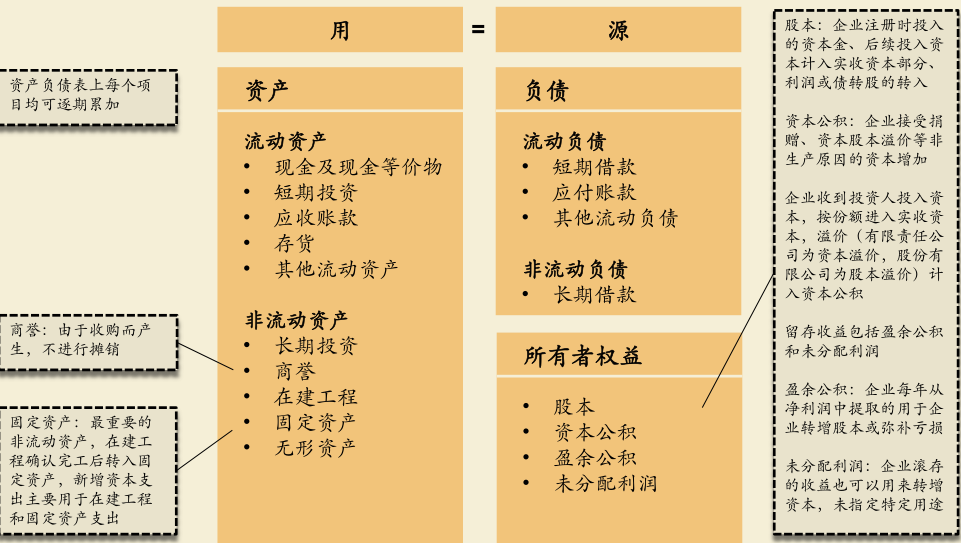 用
=
源
资产负债表上每个项
目均可逐期累加
商誉：由于收购而产
生，不进行摊销
固定资产：最重要的
非流动资产，在建工
程确认完工后转入固
定资产，新增资本支
出主要用于在建工程
和固定资产支出
资产
流动资产
• 现金及现金等价物
• 短期投资
• 应收账款
• 存货
• 其他流动资产
非流动资产
• 长期投资
• 商誉
• 在建工程
• 固定资产
• 无形资产
负债
流动负债
• 短期借款
• 应付账款
• 其他流动负债
非流动负债
• 长期借款
所有者权益
• 股本
• 资本公积
• 盈余公积
• 未分配利润
股本：企业注册时投入
的资本金、后续投入资
本计入实收资本部分、
利润或债转股的转入
资本公积：企业接受捐
赠、资本股本溢价等非
生产原因的资本增加
企业收到投资人投入资
本，按份额进入实收资
本，溢价（有限责任公
司为资本溢价，股份有
限公司为股本溢价）计
入资本公积
留存收益包括盈余公积
和未分配利润
盈余公积：企业每年从
净利润中提取的用于企
业转增股本或弥补亏损
未分配利润：企业滚存
的收益也可以用来转增
资本，未指定特定用途